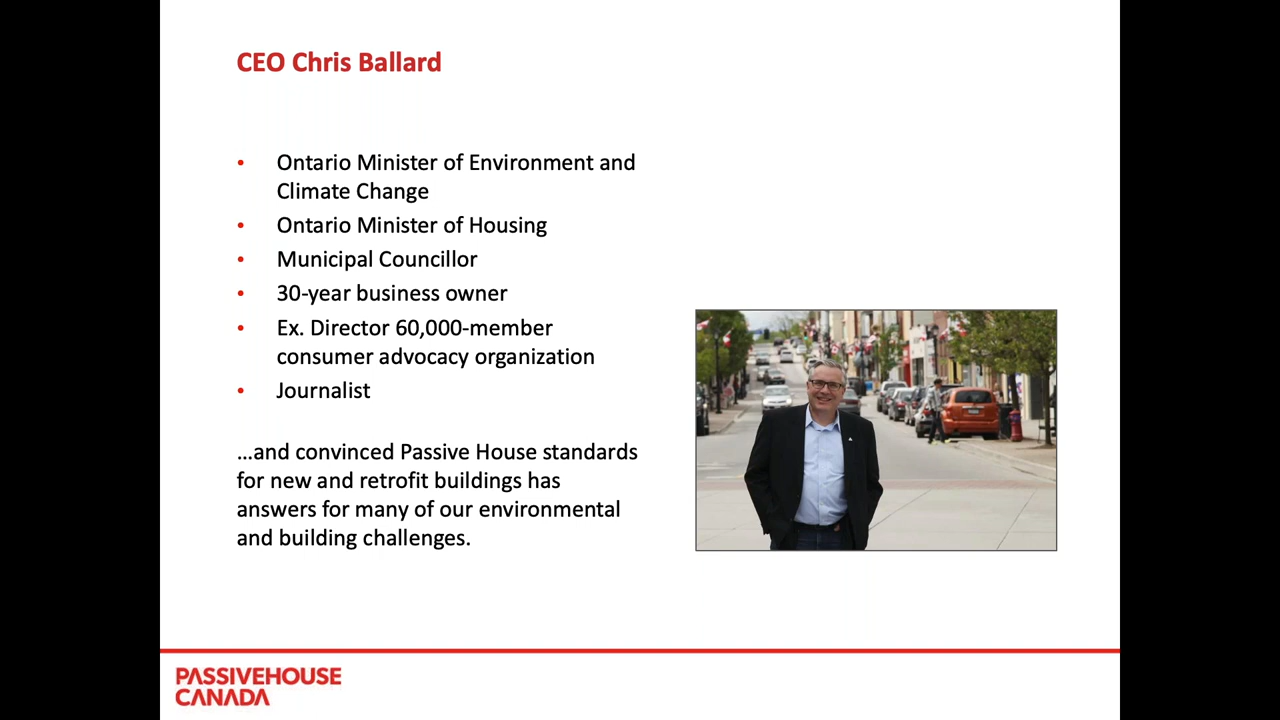 CEO Chris Ballard
• Ontario Minister of Environment and
Climate Change
• Ontario Minister of Housing
• Municipal Councillor
• 30-year business owner
• Ex. Director 60,000-member
consumer advocacy organization
• Journalist
...and convinced Passive House standards
for new and retrofit buildings has
answers for many of our environmental
and building challenges.
PASSIVEHOUSE
CANADA